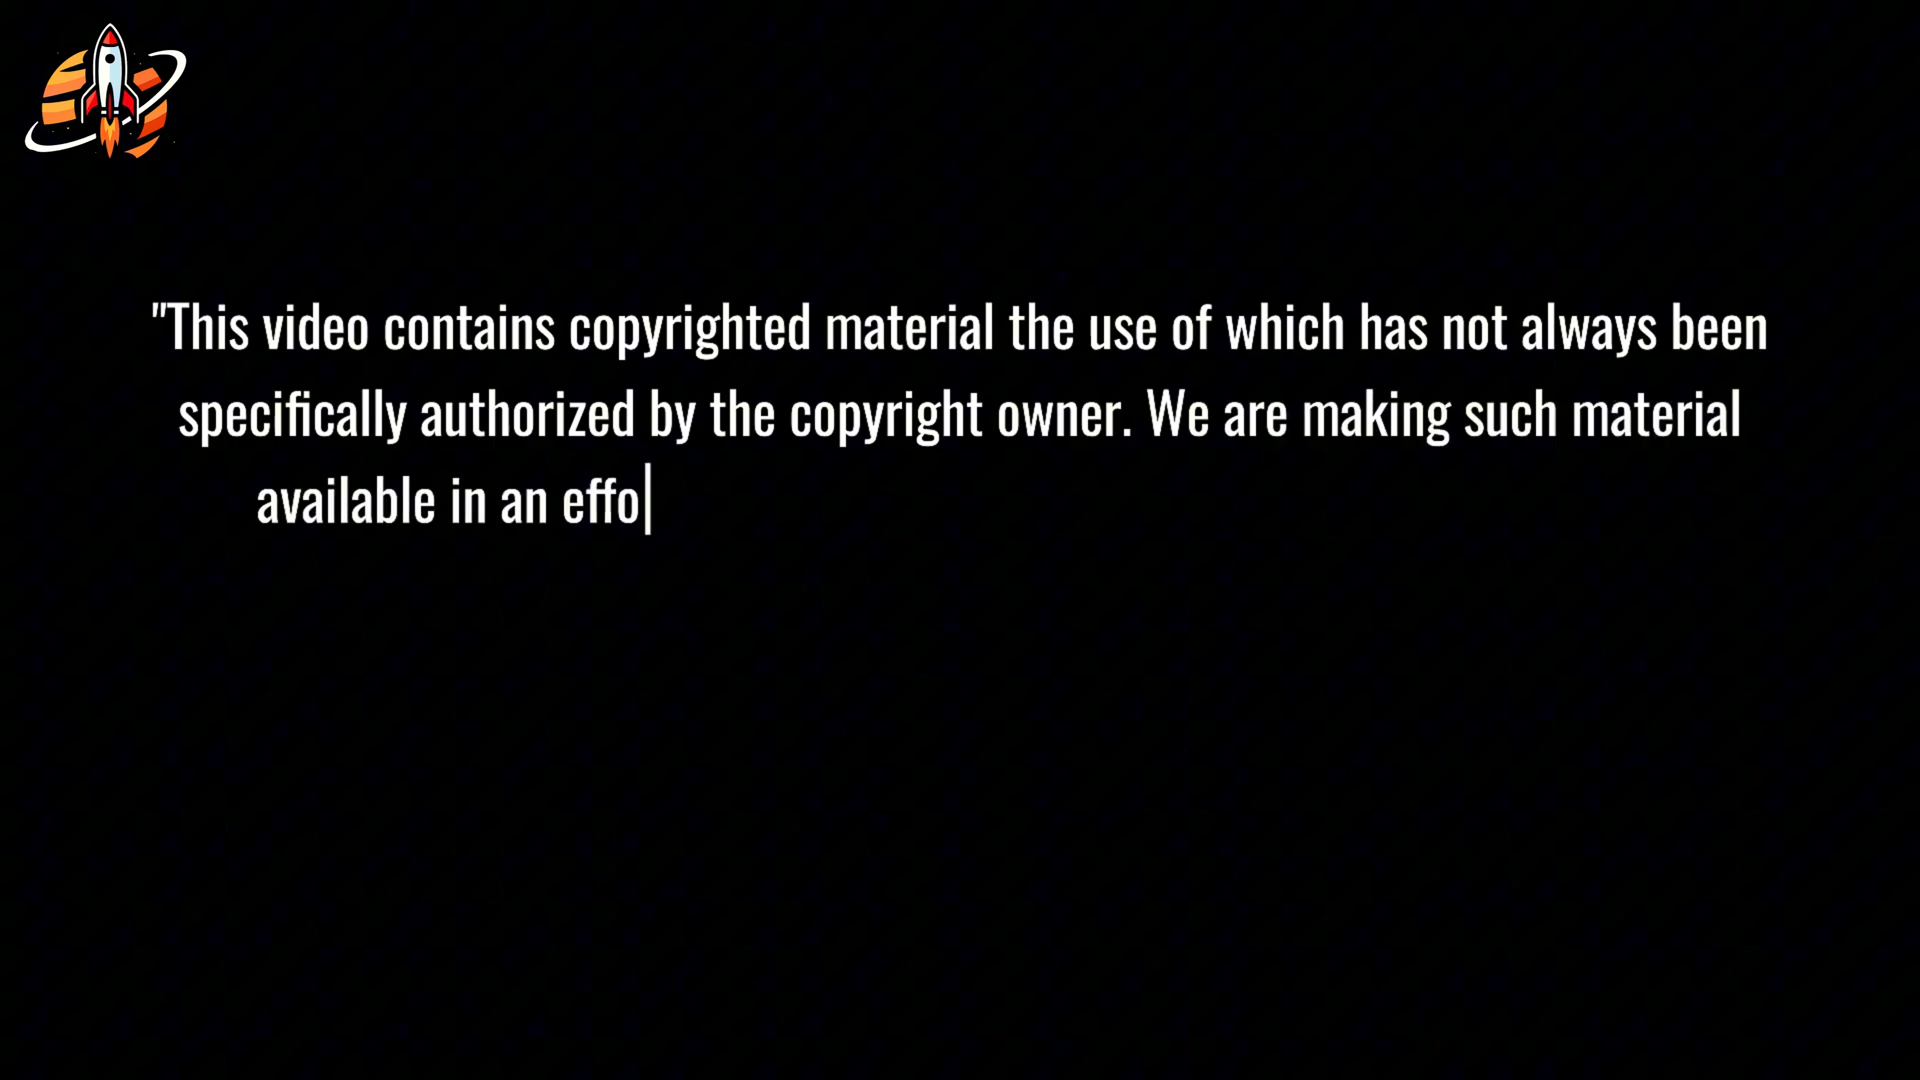 "This video contains copyrighted material the use of which has not always been
specifically authorized by the copyright owner. We are making such material
available in an effo